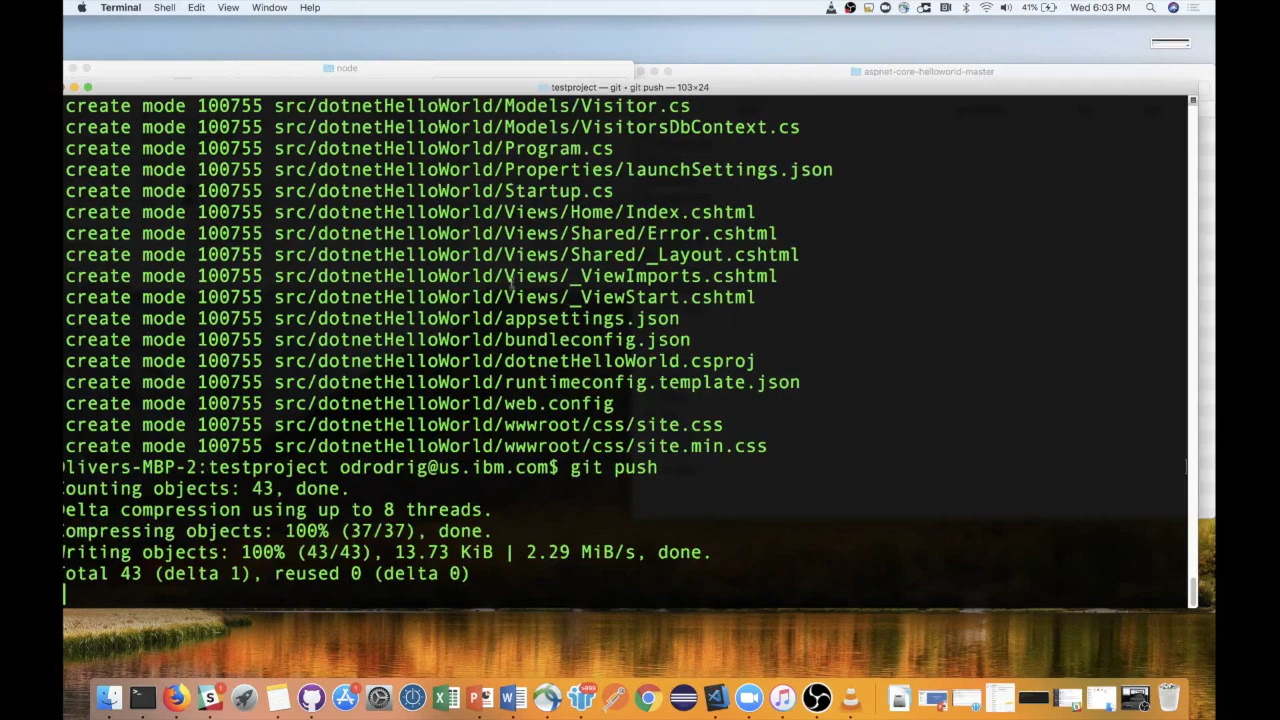 Terminal Shell Edit View Window Help 41% Wed 6:03 PM
node
aspnet-core-helloworld-master
testproject — git • git push — 103×24
create mode 100755 src/dotnetHelloWorld/Models/Visitor.cs
create mode 100755 src/dotnetHelloWorld/Models/VisitorsDbContext.cs
create mode 100755 src/dotnetHelloWorld/Program.cs
create mode 100755 src/dotnetHelloWorld/Properties/launchSettings.json
create mode 100755 src/dotnetHelloWorld/Startup.cs
create mode 100755 src/dotnetHelloWorld/Views/Home/Index.cshtml
create mode 100755 src/dotnetHelloWorld/Views/Shared/Error.cshtml
create mode 100755 src/dotnetHelloWorld/Views/Shared/_Layout.cshtml
create mode 100755 src/dotnetHelloWorld/Views/_ViewImports.cshtml
create mode 100755 src/dotnetHelloWorld/Views/_ViewStart.cshtml
create mode 100755 src/dotnetHelloWorld/appsettings.json
create mode 100755 src/dotnetHelloWorld/bundleconfig.json
create mode 100755 src/dotnetHelloWorld/dotnetHelloWorld.csproj
create mode 100755 src/dotnetHelloWorld/runtimeconfig.template.json
create mode 100755 src/dotnetHelloWorld/web.config
create mode 100755 src/dotnetHelloWorld/wwwroot/css/site.css
create mode 100755 src/dotnetHelloWorld/wwwroot/css/site.min.css
Olivers-MBP-2:testproject odrodrig@us.ibm.com$ git push
Counting objects: 43, done.
Delta compression using up to 8 threads.
Compressing objects: 100% (37/37), done.
Writing objects: 100% (43/43), 13.73 KiB | 2.29 MiB/s, done.
Total 43 (delta 1), reused 0 (delta 0)